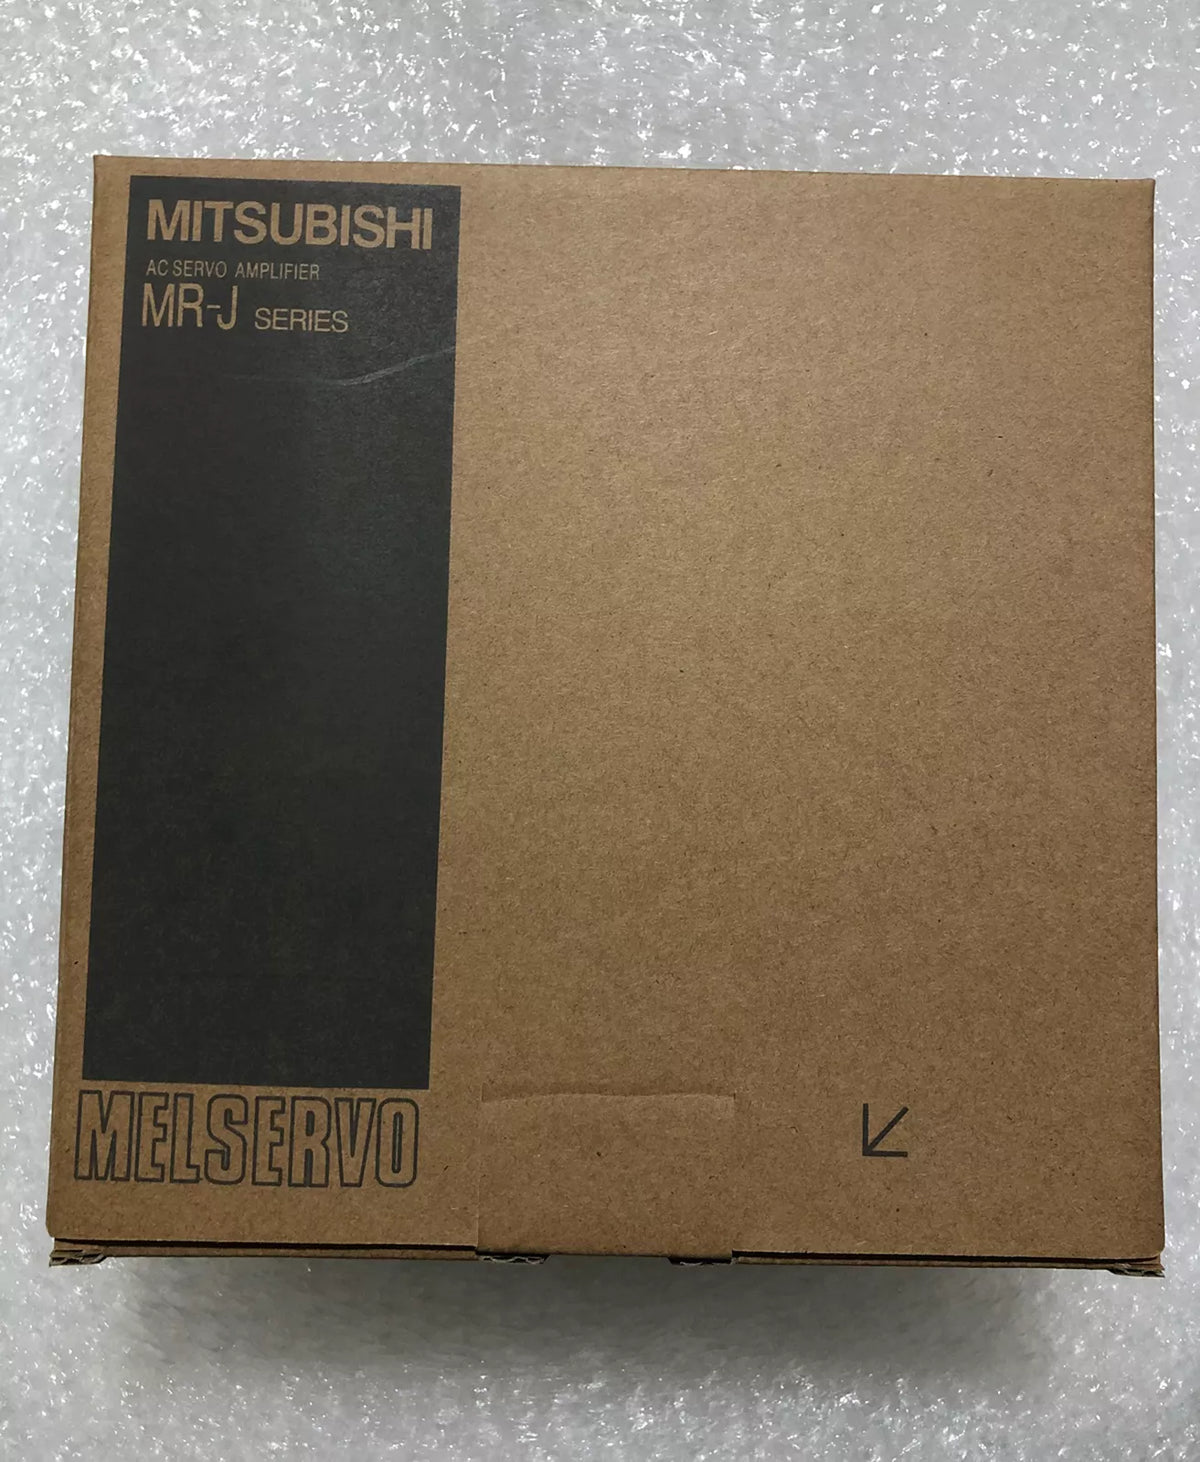 MITSUBISHI
AC SERVO AMPLIFIER
MR-J SERIES
MELSERVO